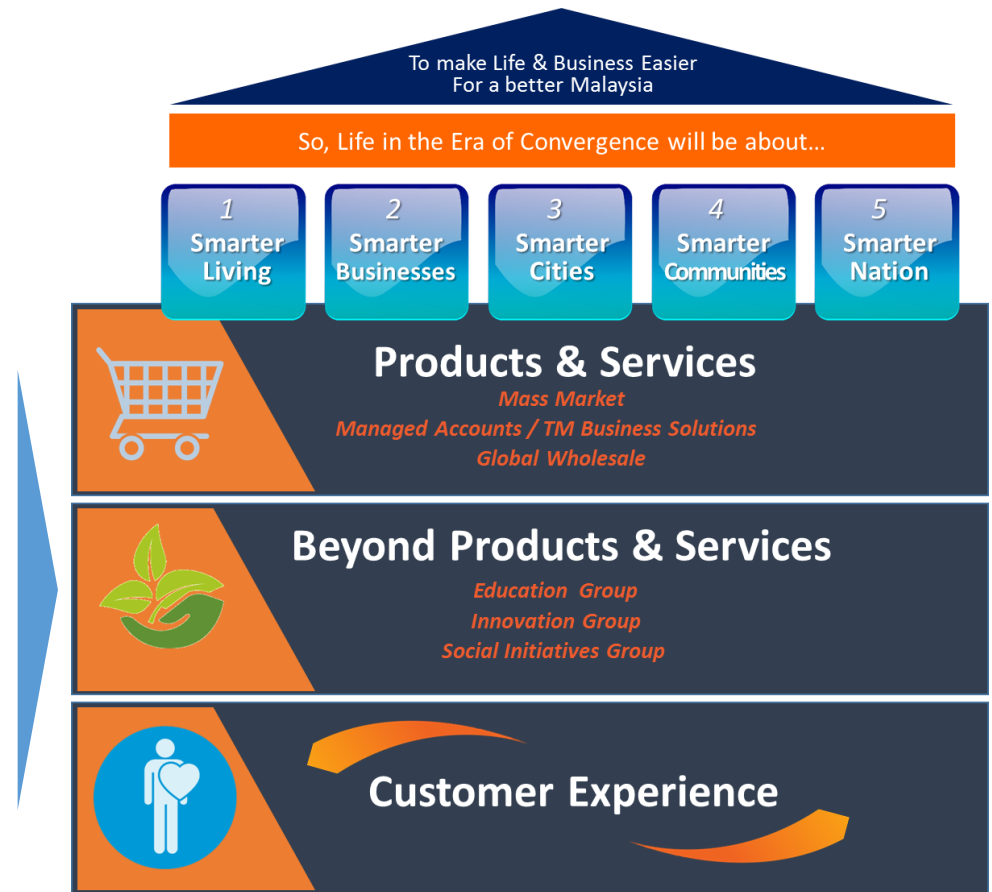 To make Life & Business Easier
For a better Malaysia
So, Life in the Era of Convergence will be about...
1
Smarter
Living
2
Smarter
Businesses
3
Smarter
Cities
4
Smarter
Communities
5
Smarter
Nation
Products & Services
Mass Market
Managed Accounts / TM Business Solutions
Global Wholesale
Beyond Products & Services
Education Group
Innovation Group
Social Initiatives Group
Customer Experience